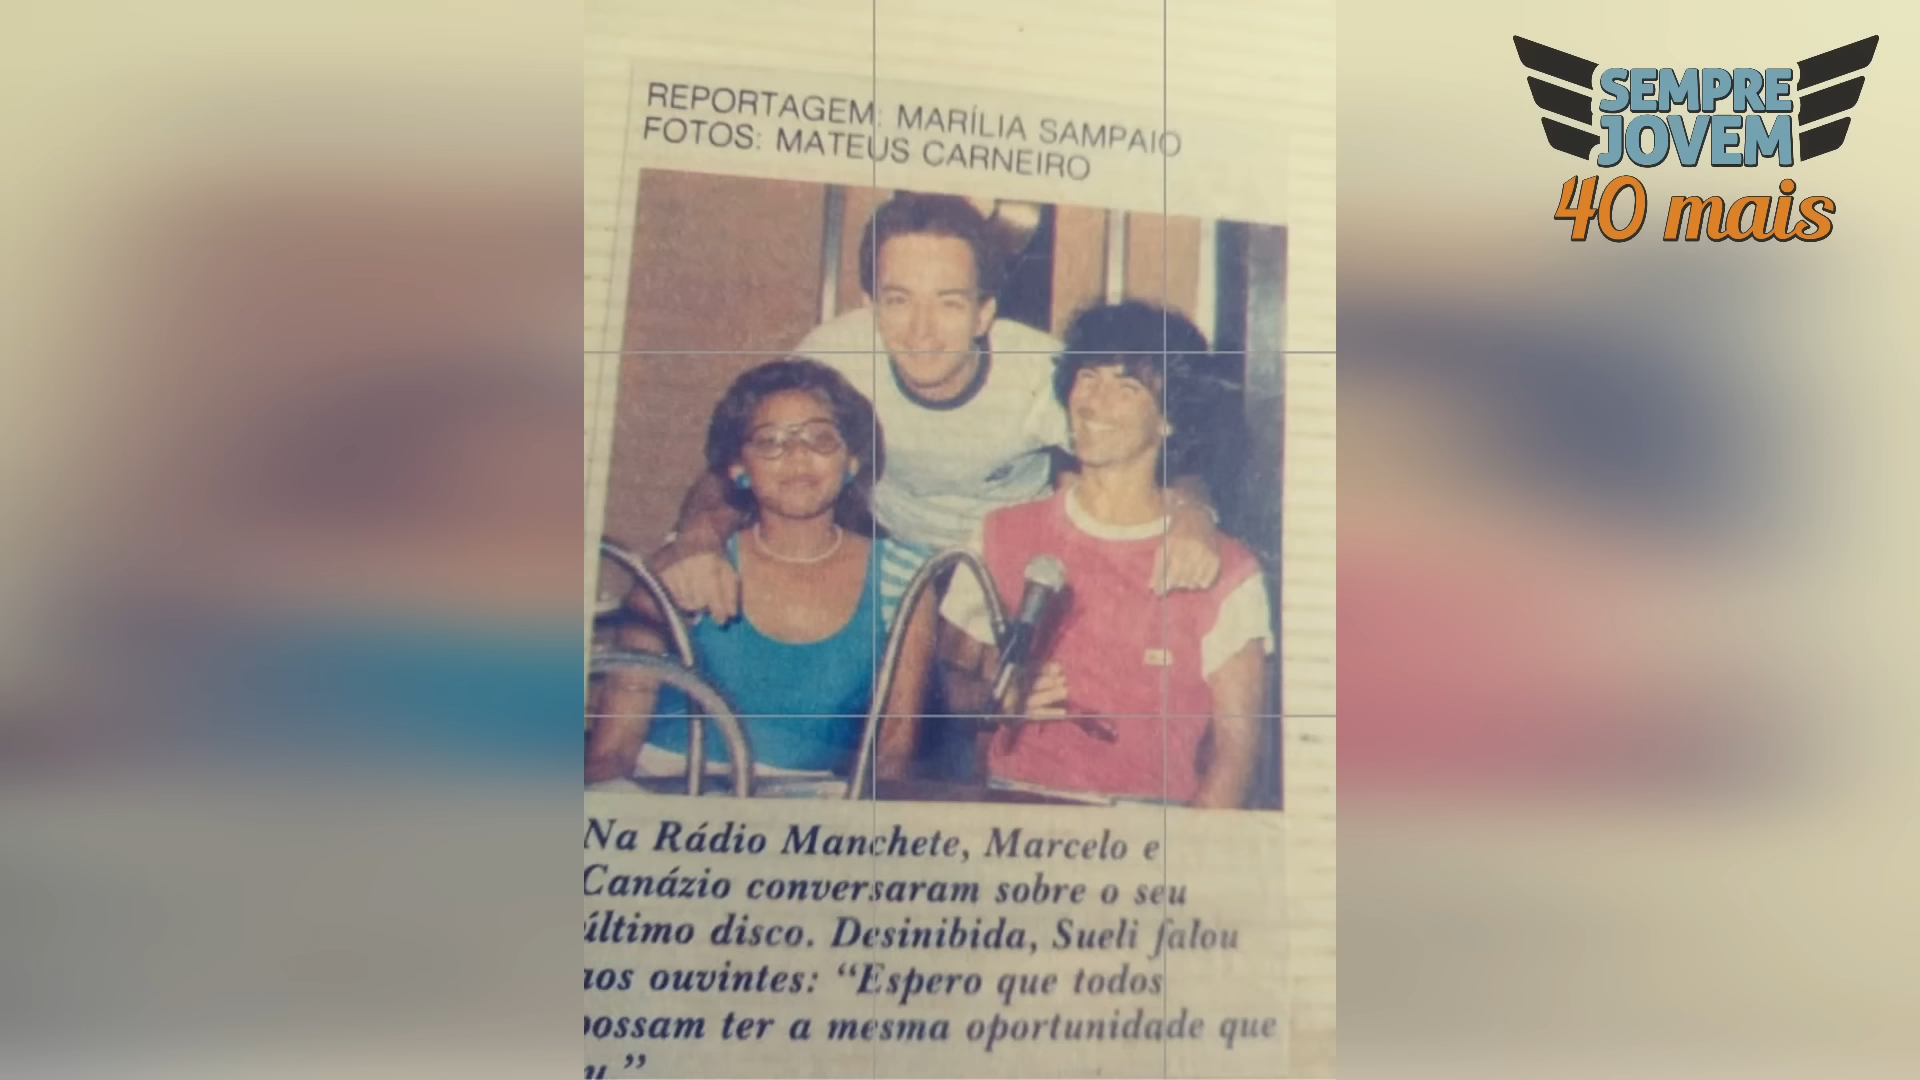 REPORTAGEM: MARÍLIA SAMPAIO
FOTOS: MATEUS CARNEIRO
SEMPRE
JOVEM
40 mais
Na Rádio Manchete, Marcelo e
Canázio conversaram sobre o seu
último disco. Desinibida, Sueli falou
aos ouvintes: “Espero que todos
possam ter a mesma oportunidade que
u.”